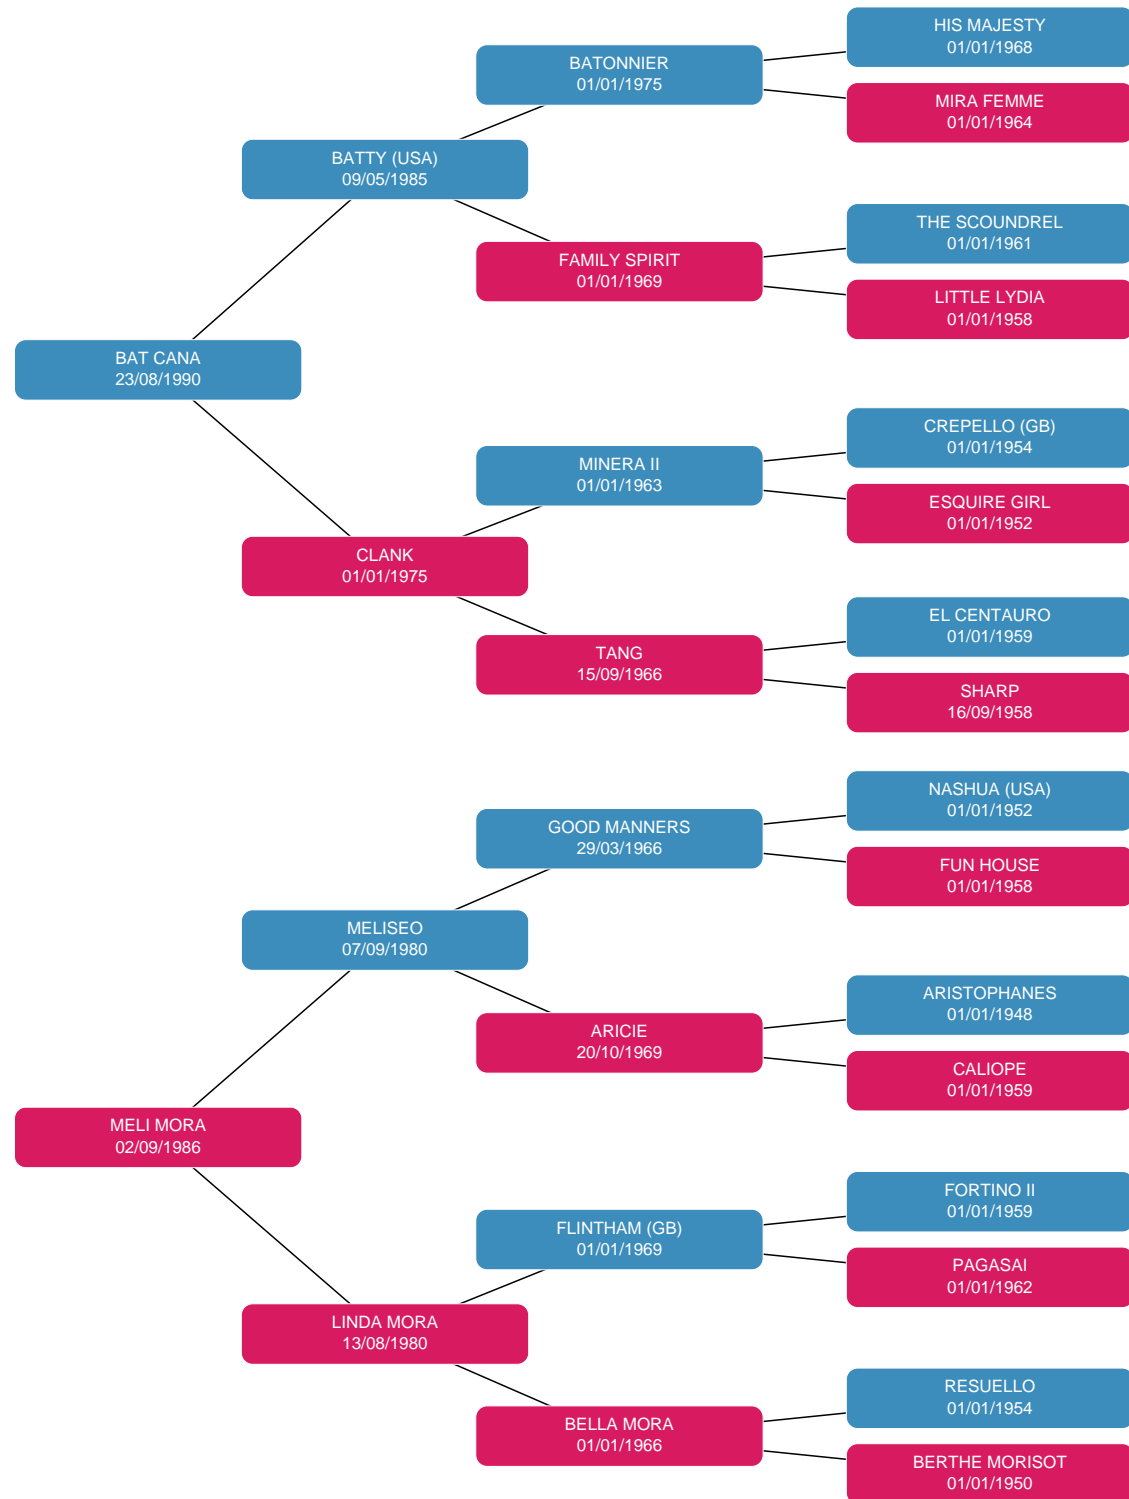 HIS MAJESTY
01/01/1968
BATONNIER
01/01/1975
MIRA FEMME
01/01/1964
BATTY (USA)
09/05/1985
THE SCOUNDREL
01/01/1961
FAMILY SPIRIT
01/01/1969
LITTLE LYDIA
01/01/1958
BAT CANA
23/08/1990
CREPELLO (GB)
01/01/1954
MINERA II
01/01/1963
ESQUIRE GIRL
01/01/1952
CLANK
01/01/1975
EL CENTAURO
01/01/1959
TANG
15/09/1966
SHARP
16/09/1958
NASHUA (USA)
01/01/1952
GOOD MANNERS
29/03/1966
FUN HOUSE
01/01/1958
MELISEO
07/09/1980
ARISTOPHANES
01/01/1948
ARICIE
20/10/1969
CALIOPE
01/01/1959
MELI MORA
02/09/1986
FORTINO II
01/01/1959
FLINTHAM (GB)
01/01/1969
PAGASAI
01/01/1962
LINDA MORA
13/08/1980
RESUELLO
01/01/1954
BELLA MORA
01/01/1966
BERTHE MORISOT
01/01/1950